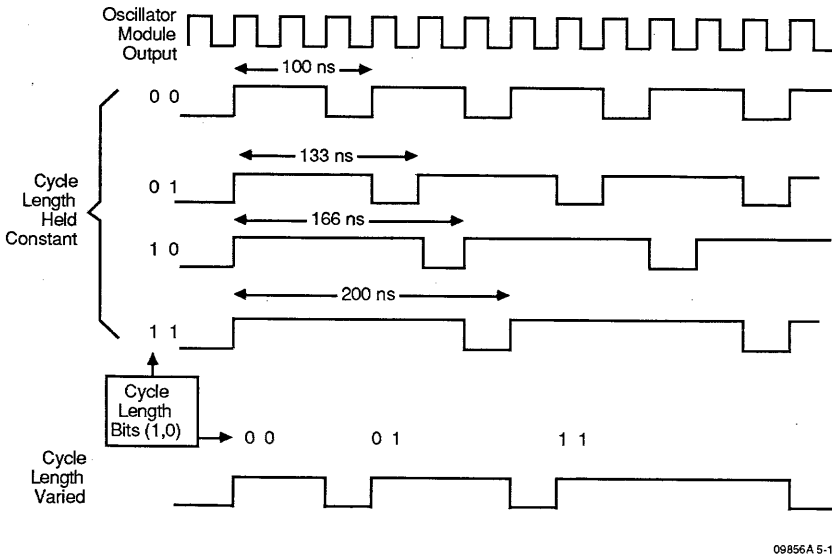 Oscillator
Module
Output
100 ns
0 0
133 ns
0 1
Cycle
Length
Held
Constant
166 ns
1 0
200 ns
1 1
Cycle
Length
Bits (1,0)
0 0
0 1
1 1
Cycle
Length
Varied
09856A 5-1